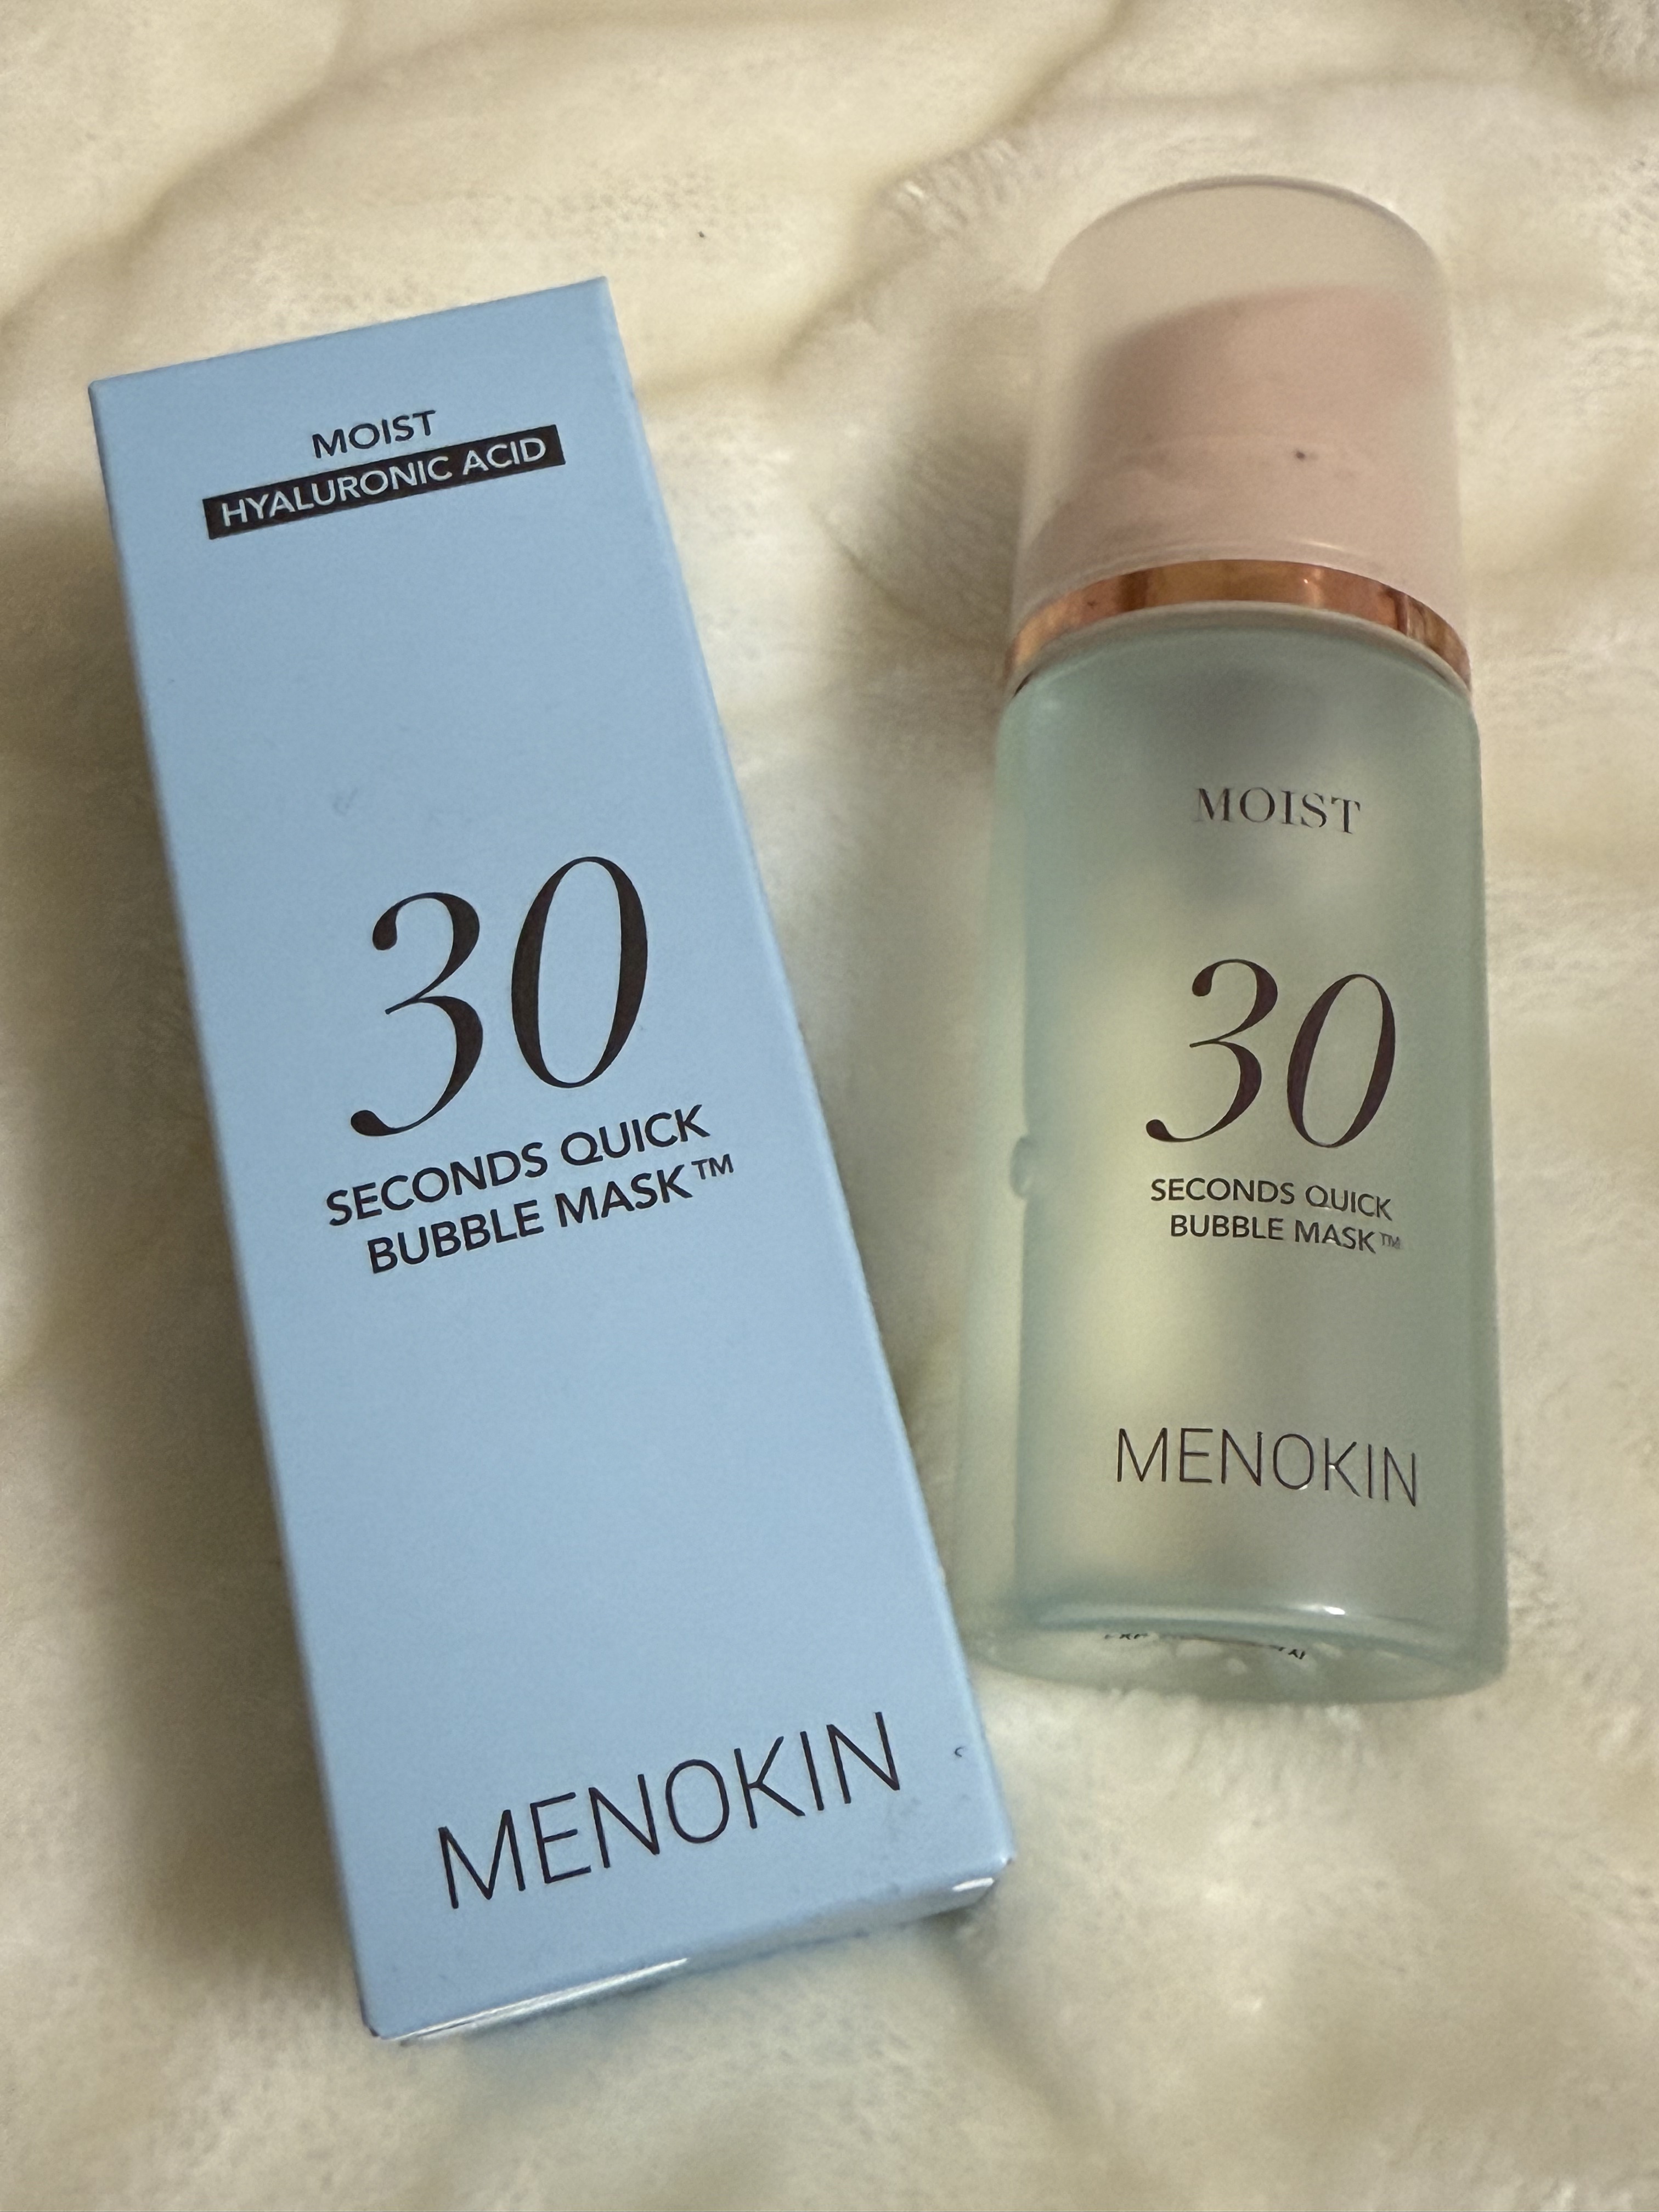 MOIST
HYALURONIC ACID
30
SECONDS QUICK
BUBBLE MASK™
MENOKIN
MOIST
30
SECONDS QUICK
BUBBLE MASK™
MENOKIN